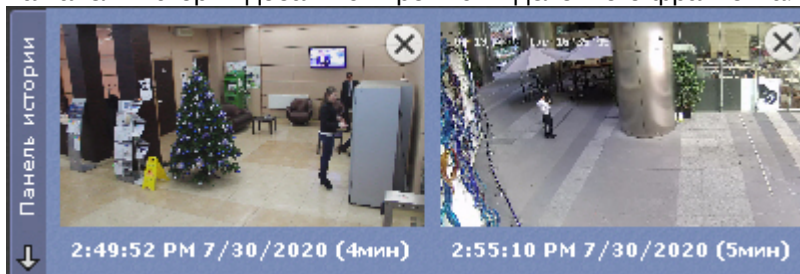 Панель истории
2:49:52 PM 7/30/2020 (4мин)
2:55:10 PM 7/30/2020 (5мин)